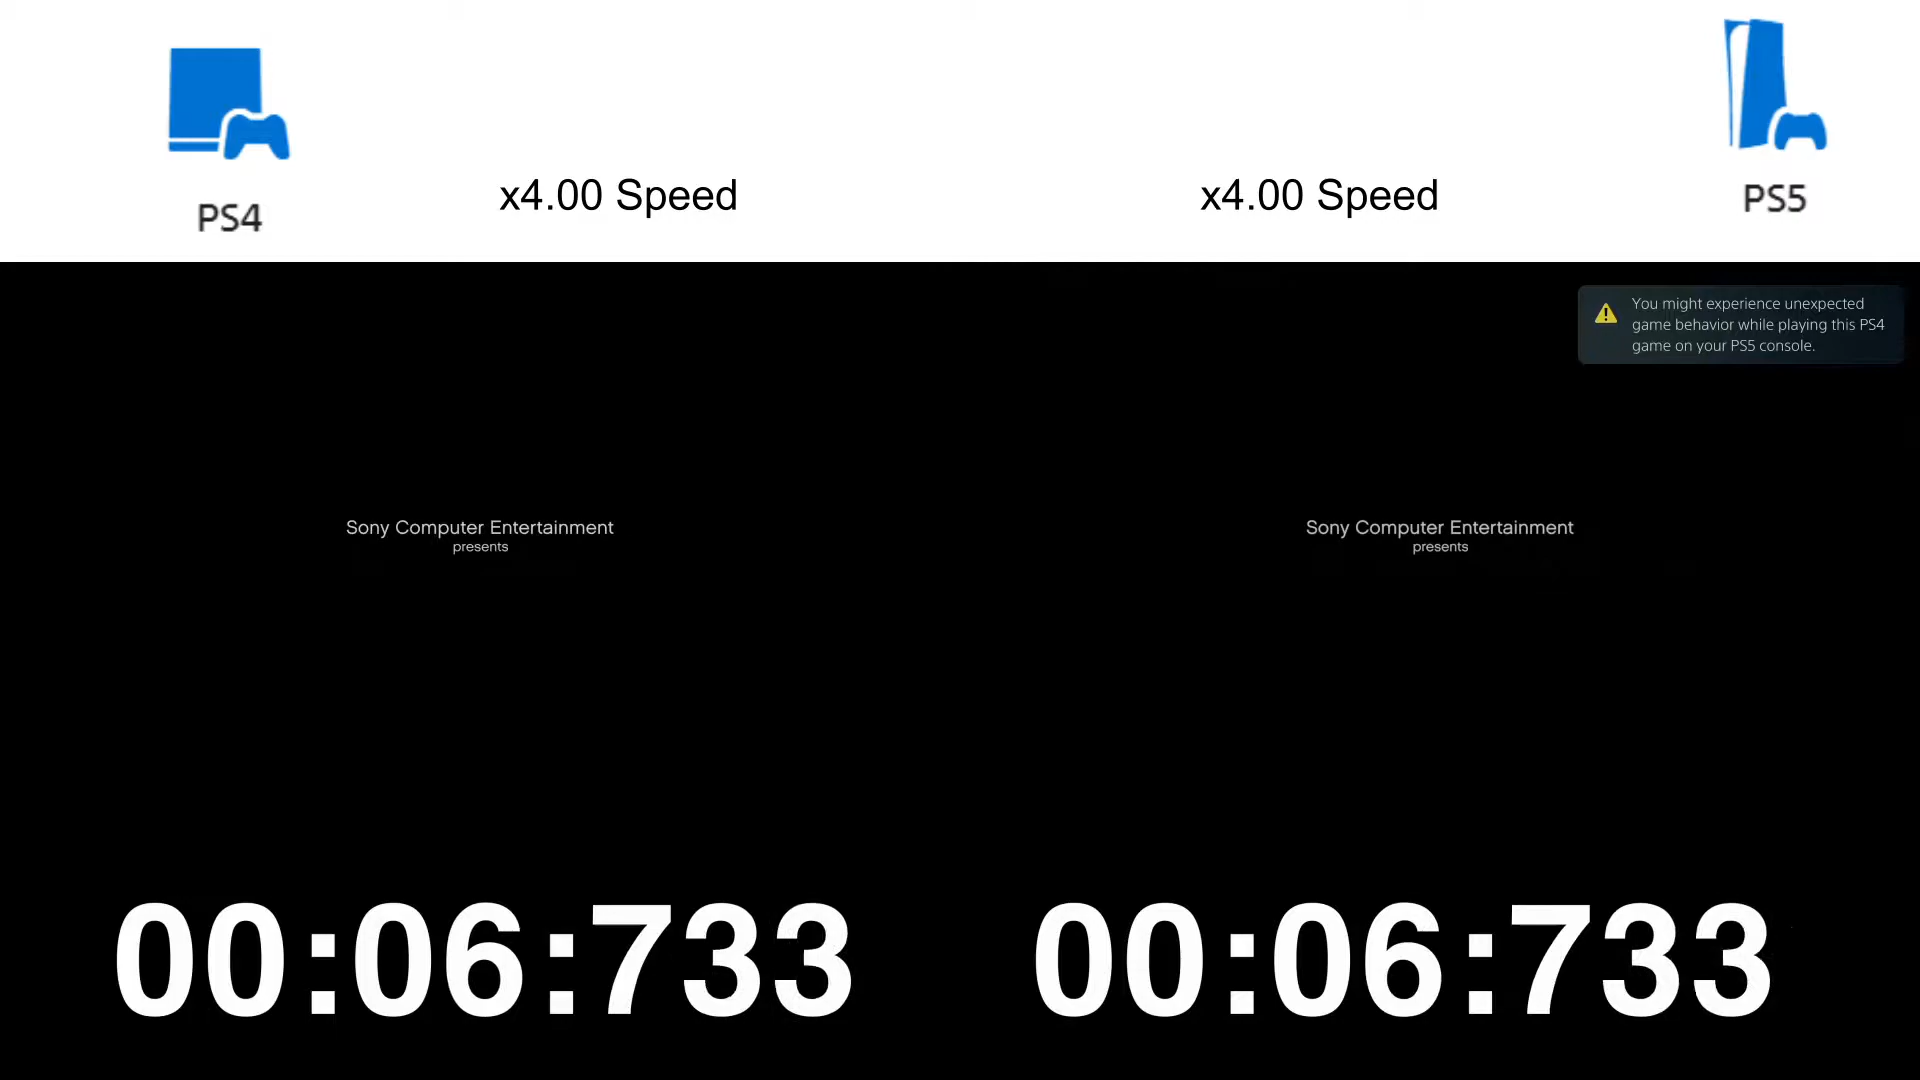 PS4
x4.00 Speed
x4.00 Speed
PS5
You might experience unexpected
game behavior while playing this PS4
game on your PS5 console.
Sony Computer Entertainment
presents
Sony Computer Entertainment
presents
00:06:733
00:06:733